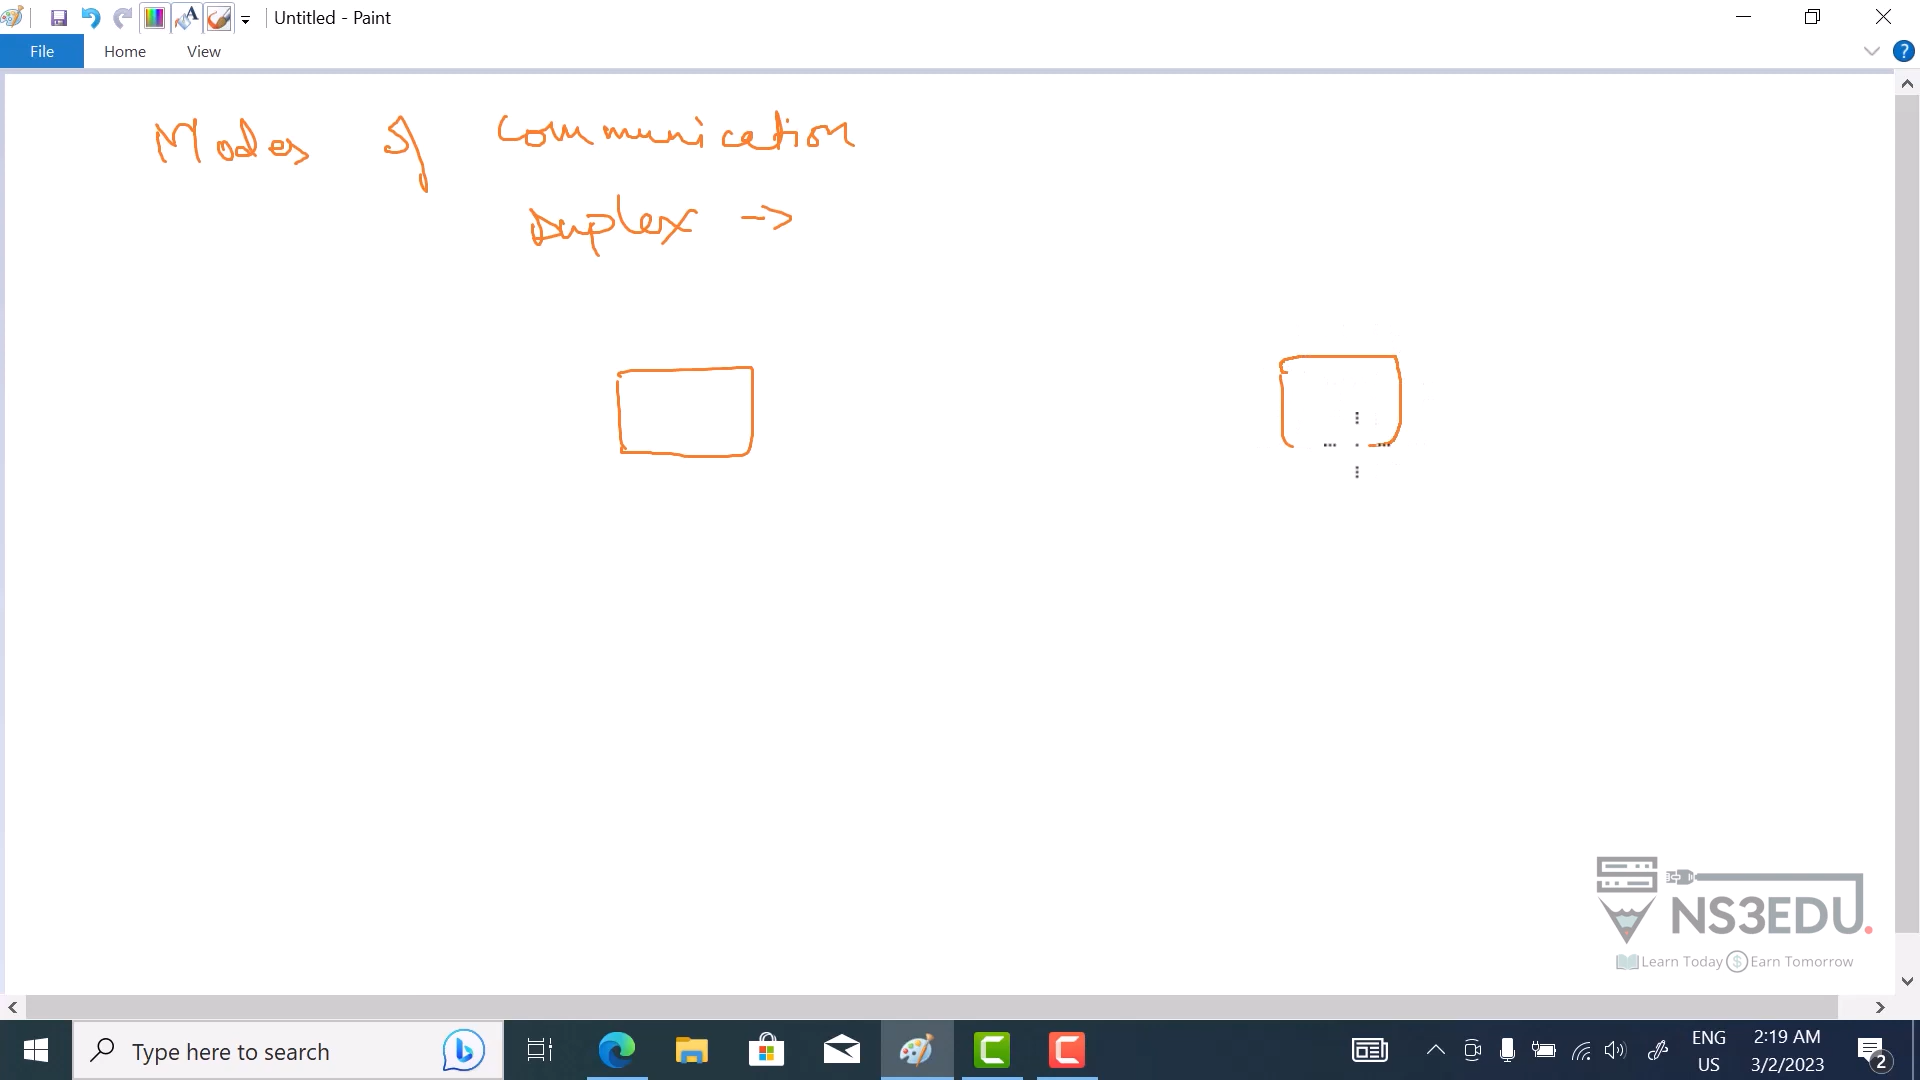 Untitled - Paint
File Home View
Modes of Communication
Duplex ->
NS3EDU.
Learn Today $ Earn Tomorrow
Type here to search
ENG
US
2:19 AM
3/2/2023
2